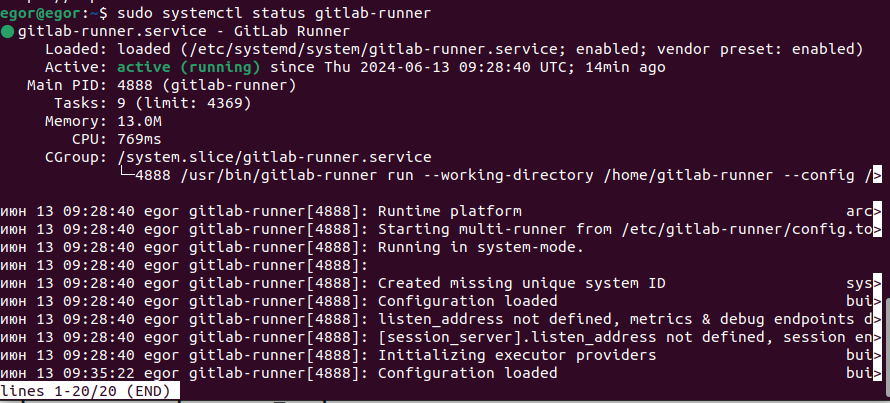 egor@egor:~$ sudo systemctl status gitlab-runner
● gitlab-runner.service - GitLab Runner
     Loaded: loaded (/etc/systemd/system/gitlab-runner.service; enabled; vendor preset: enabled)
     Active: active (running) since Thu 2024-06-13 09:28:40 UTC; 14min ago
   Main PID: 4888 (gitlab-runner)
      Tasks: 9 (limit: 4369)
     Memory: 13.0M
        CPU: 769ms
     CGroup: /system.slice/gitlab-runner.service
             └─4888 /usr/bin/gitlab-runner run --working-directory /home/gitlab-runner --config />
июн 13 09:28:40 egor gitlab-runner[4888]: Runtime platform                                    arc>
июн 13 09:28:40 egor gitlab-runner[4888]: Starting multi-runner from /etc/gitlab-runner/config.to>
июн 13 09:28:40 egor gitlab-runner[4888]: Running in system-mode.
июн 13 09:28:40 egor gitlab-runner[4888]:
июн 13 09:28:40 egor gitlab-runner[4888]: Created missing unique system ID                    sys>
июн 13 09:28:40 egor gitlab-runner[4888]: Configuration loaded                                bui>
июн 13 09:28:40 egor gitlab-runner[4888]: listen_address not defined, metrics & debug endpoints d>
июн 13 09:28:40 egor gitlab-runner[4888]: [session_server].listen_address not defined, session en>
июн 13 09:28:40 egor gitlab-runner[4888]: Initializing executor providers                     bui>
июн 13 09:35:22 egor gitlab-runner[4888]: Configuration loaded                                bui>
lines 1-20/20 (END)